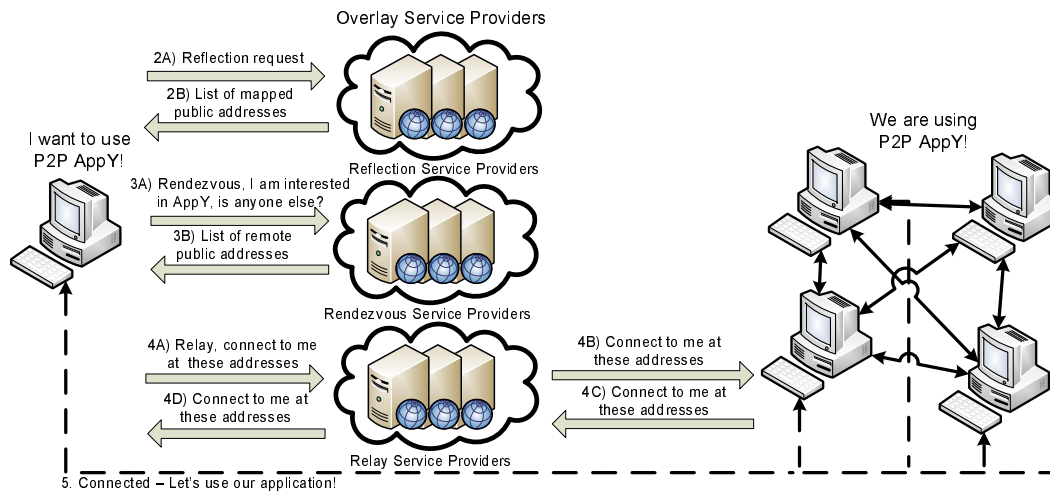 Overlay Service Providers
2A) Reflection request
2B) List of mapped
public addresses
Reflection Service Providers
I want to use
P2P AppY!
We are using
P2P AppY!
3A) Rendezvous, I am interested
in AppY, is anyone else?
3B) List of remote
public addresses
Rendezvous Service Providers
4A) Relay, connect to me
at these addresses
4D) Connect to me at
these addresses
Relay Service Providers
4B) Connect to me at
these addresses
4C) Connect to me at
these addresses
5. Connected – Let's use our application!